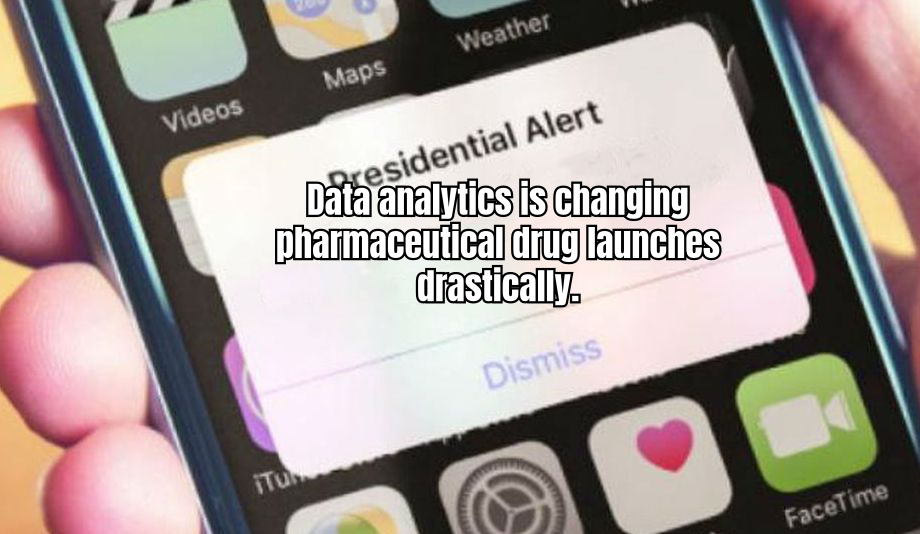 Videos
Maps
Weather
Presidential Alert
Data analytics is changing
pharmaceutical drug launches
drastically.
Dismiss
FaceTime